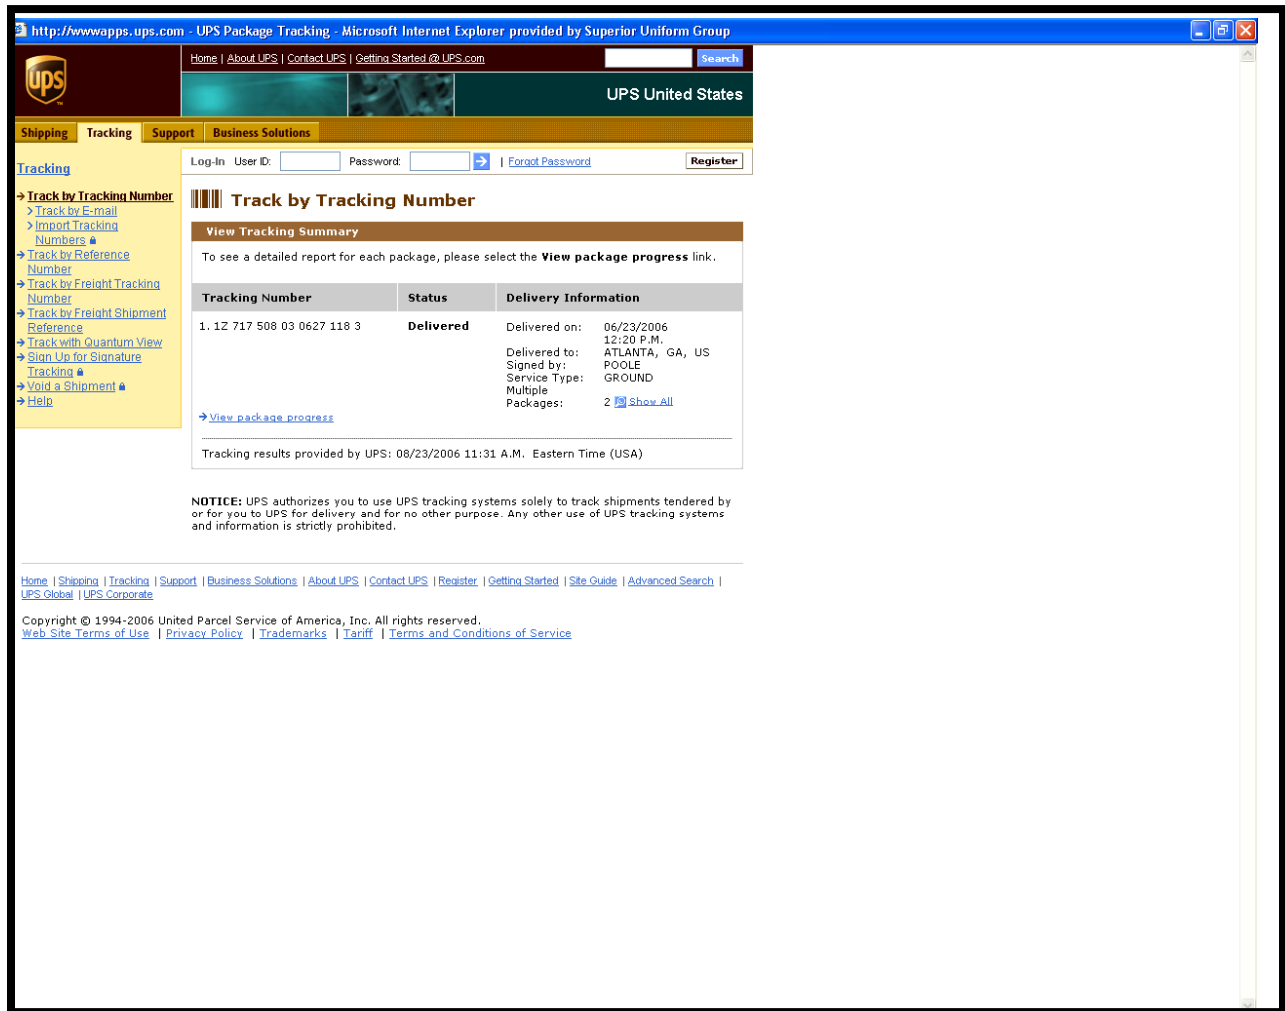 http://wwwapps.ups.com - UPS Package Tracking - Microsoft Internet Explorer provided by Superior Uniform Group
Home | About UPS | Contact UPS | Getting Started @ UPS.com
Search
ups
TM
UPS United States
Shipping Tracking Support Business Solutions
Log-In User ID: Password: | Forgot Password Register
Tracking
Track by Tracking Number
Track by E-mail
Import Tracking
Numbers
Track by Reference
Number
Track by Freight Tracking
Number
Track by Freight Shipment
Reference
Track with Quantum View
Sign Up for Signature
Tracking
Void a Shipment
Help
Track by Tracking Number
View Tracking Summary
To see a detailed report for each package, please select the View package progress link.
Tracking Number Status Delivery Information
1. 1Z 717 508 03 0627 118 3 Delivered Delivered on: 06/23/2006
12:20 P.M.
Delivered to: ATLANTA, GA, US
Signed by: POOLE
Service Type: GROUND
Multiple
Packages: 2 Show All
View package progress
Tracking results provided by UPS: 08/23/2006 11:31 A.M. Eastern Time (USA)
NOTICE: UPS authorizes you to use UPS tracking systems solely to track shipments tendered by
or for you to UPS for delivery and for no other purpose. Any other use of UPS tracking systems
and information is strictly prohibited.
Home | Shipping | Tracking | Support | Business Solutions | About UPS | Contact UPS | Register | Getting Started | Site Guide | Advanced Search |
UPS Global | UPS Corporate
Copyright © 1994-2006 United Parcel Service of America, Inc. All rights reserved.
Web Site Terms of Use | Privacy Policy | Trademarks | Tariff | Terms and Conditions of Service